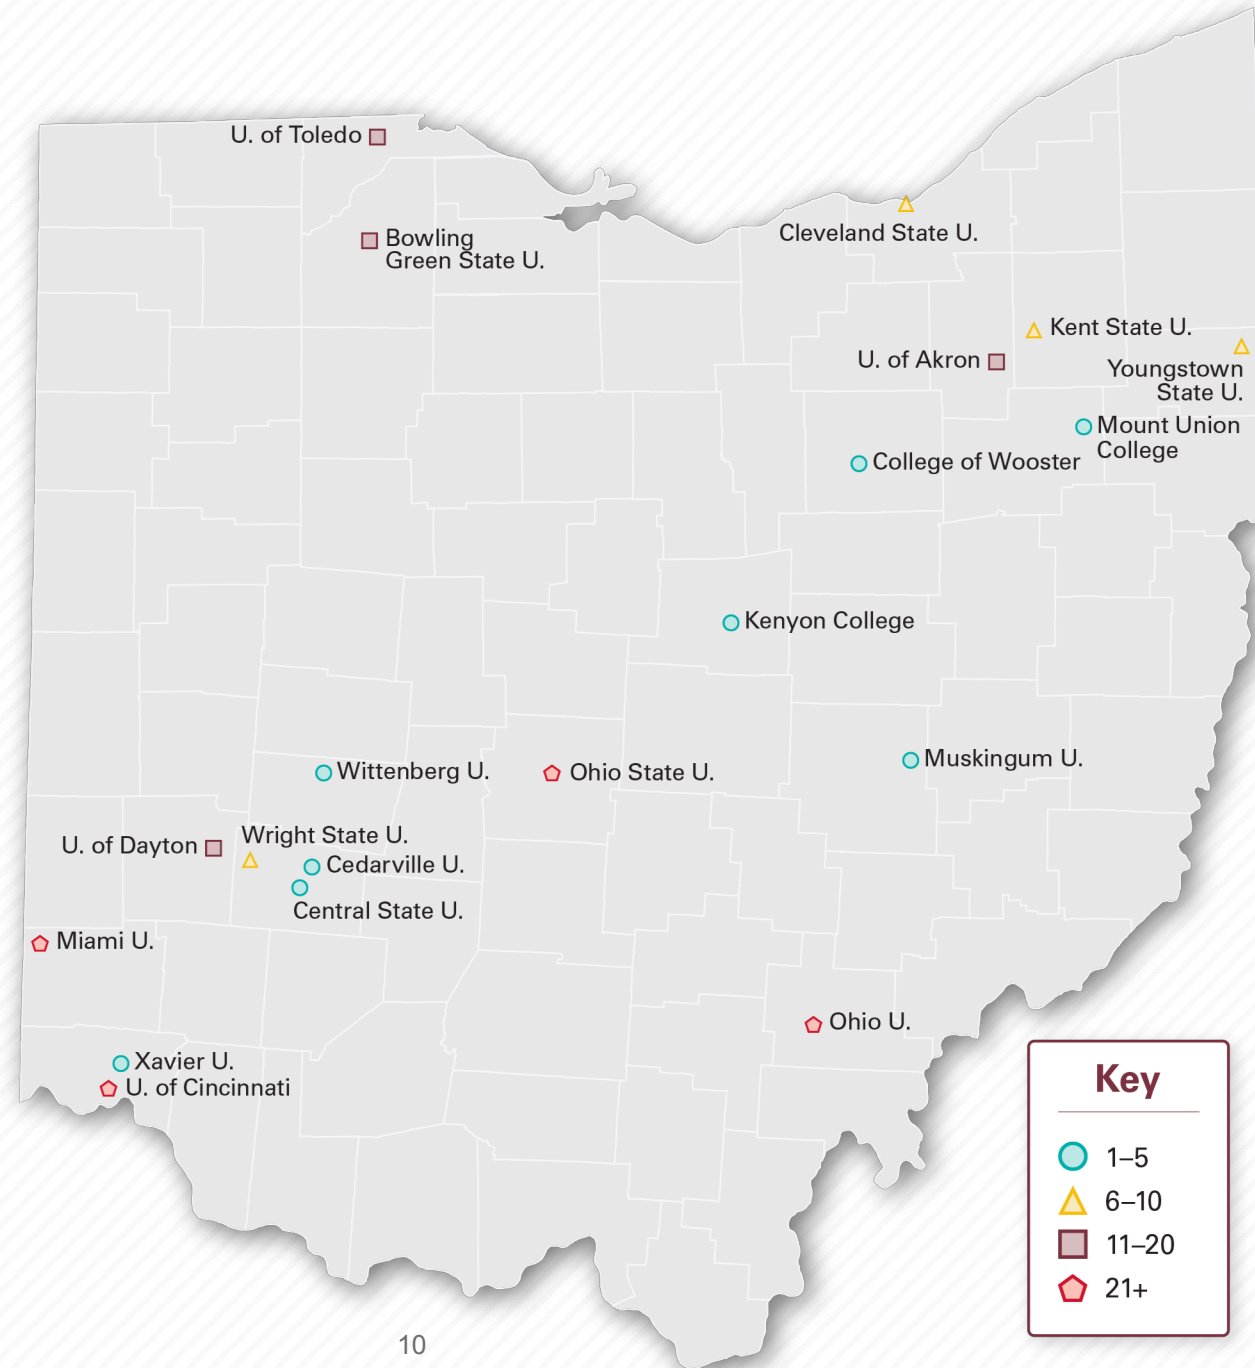 U. of Toledo
Bowling
Green State U.
Cleveland State U.
Kent State U.
U. of Akron
Youngstown
State U.
Mount Union
College
College of Wooster
Kenyon College
Muskingum U.
Wittenberg U.
Ohio State U.
Wright State U.
U. of Dayton
Cedarville U.
Central State U.
Miami U.
Ohio U.
Xavier U.
U. of Cincinnati
Key
1–5
6–10
11–20
21+
10